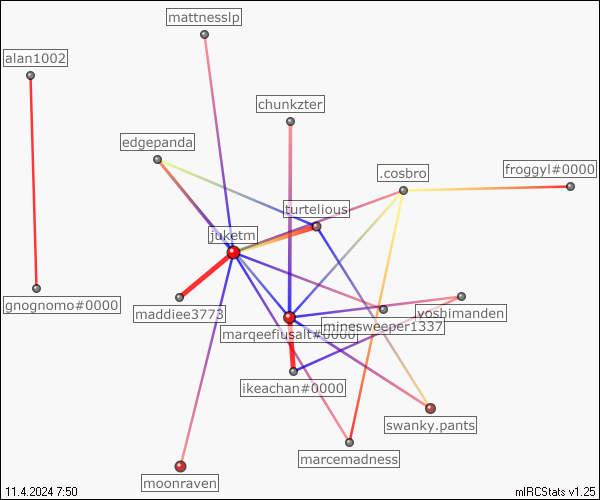 mattnesslp
alan1002
chunkzter
edgepanda
.cosbro
froggyl#0000
turtelious
juketm
gnognomo#0000
maddiee3773
yoshimanden
minesweeper1337
marqeefiusalt#0000
ikeachan#0000
swanky.pants
marcemadness
moonraven
11.4.2024 7:50
mIRCStats v1.25